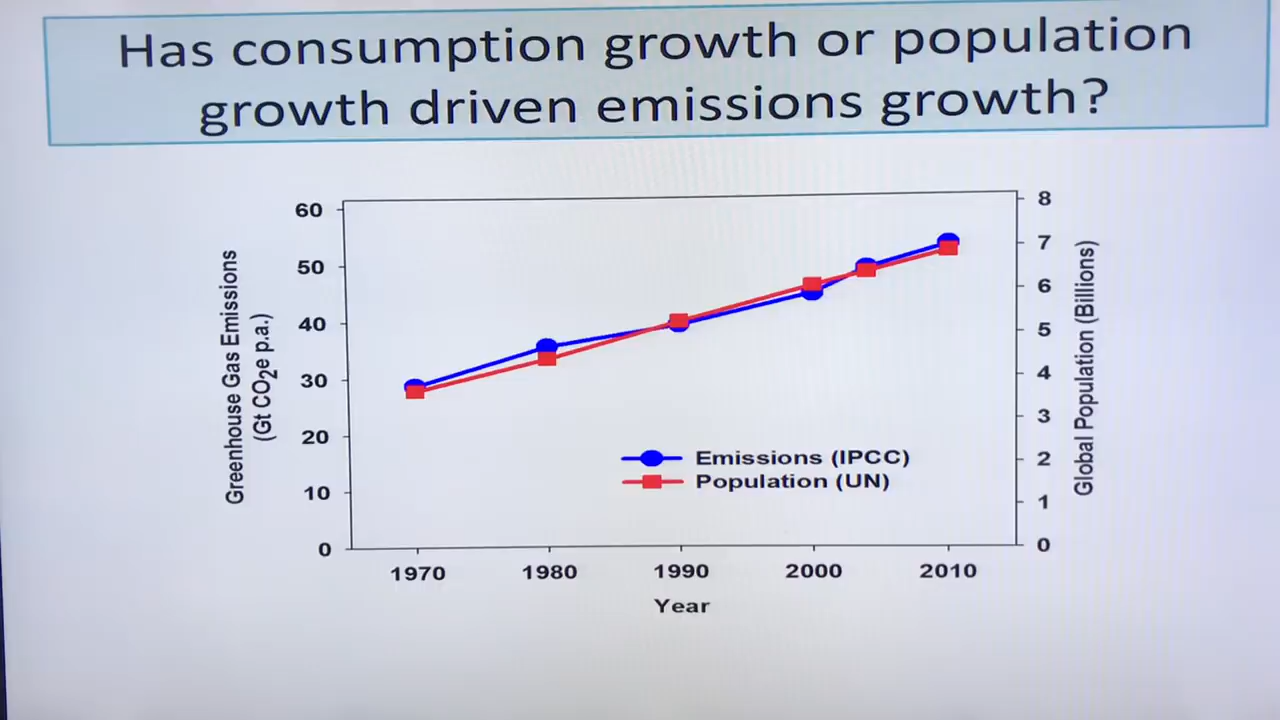 Has consumption growth or population
growth driven emissions growth?
60
50
40
30
20
10
0
Greenhouse Gas Emissions
(Gt CO2e p.a.)
8
7
6
5
4
3
2
1
0
Global Population (Billions)
Emissions (IPCC)
Population (UN)
1970 1980 1990 2000 2010
Year